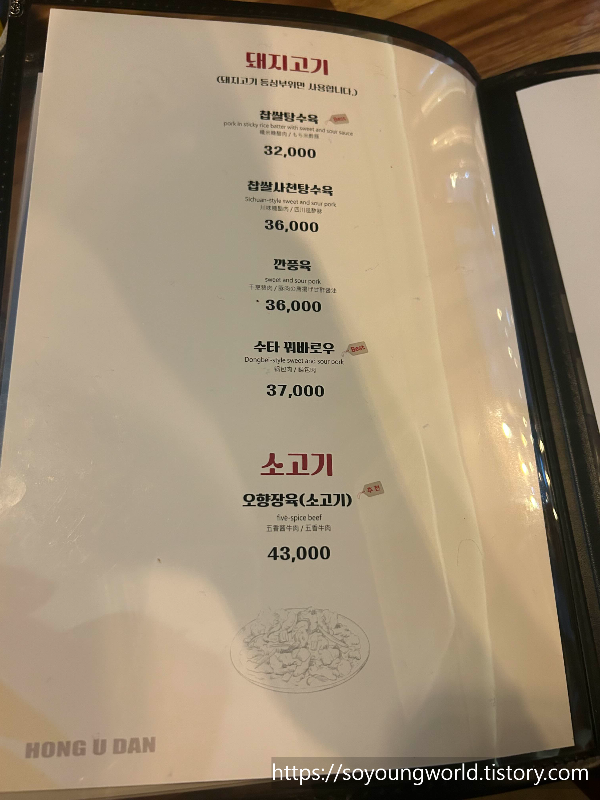 돼지고기
(돼지고기 등심부위만 사용합니다.)
찹쌀탕수육 Best
pork in sticky rice batter with sweet and sour sauce
32,000
찹쌀사천탕수육
Sichuan-style sweet and sour pork
36,000
깐풍육
sweet and sour pork
36,000
수타 꿔바로우 Best
Dongbei-style sweet and sour pork
37,000
소고기
오향장육(소고기) 추천
five-spice beef
五香酱牛肉 / 五香牛肉
43,000
HONG U DAN
https://soyoungworld.tistory.com